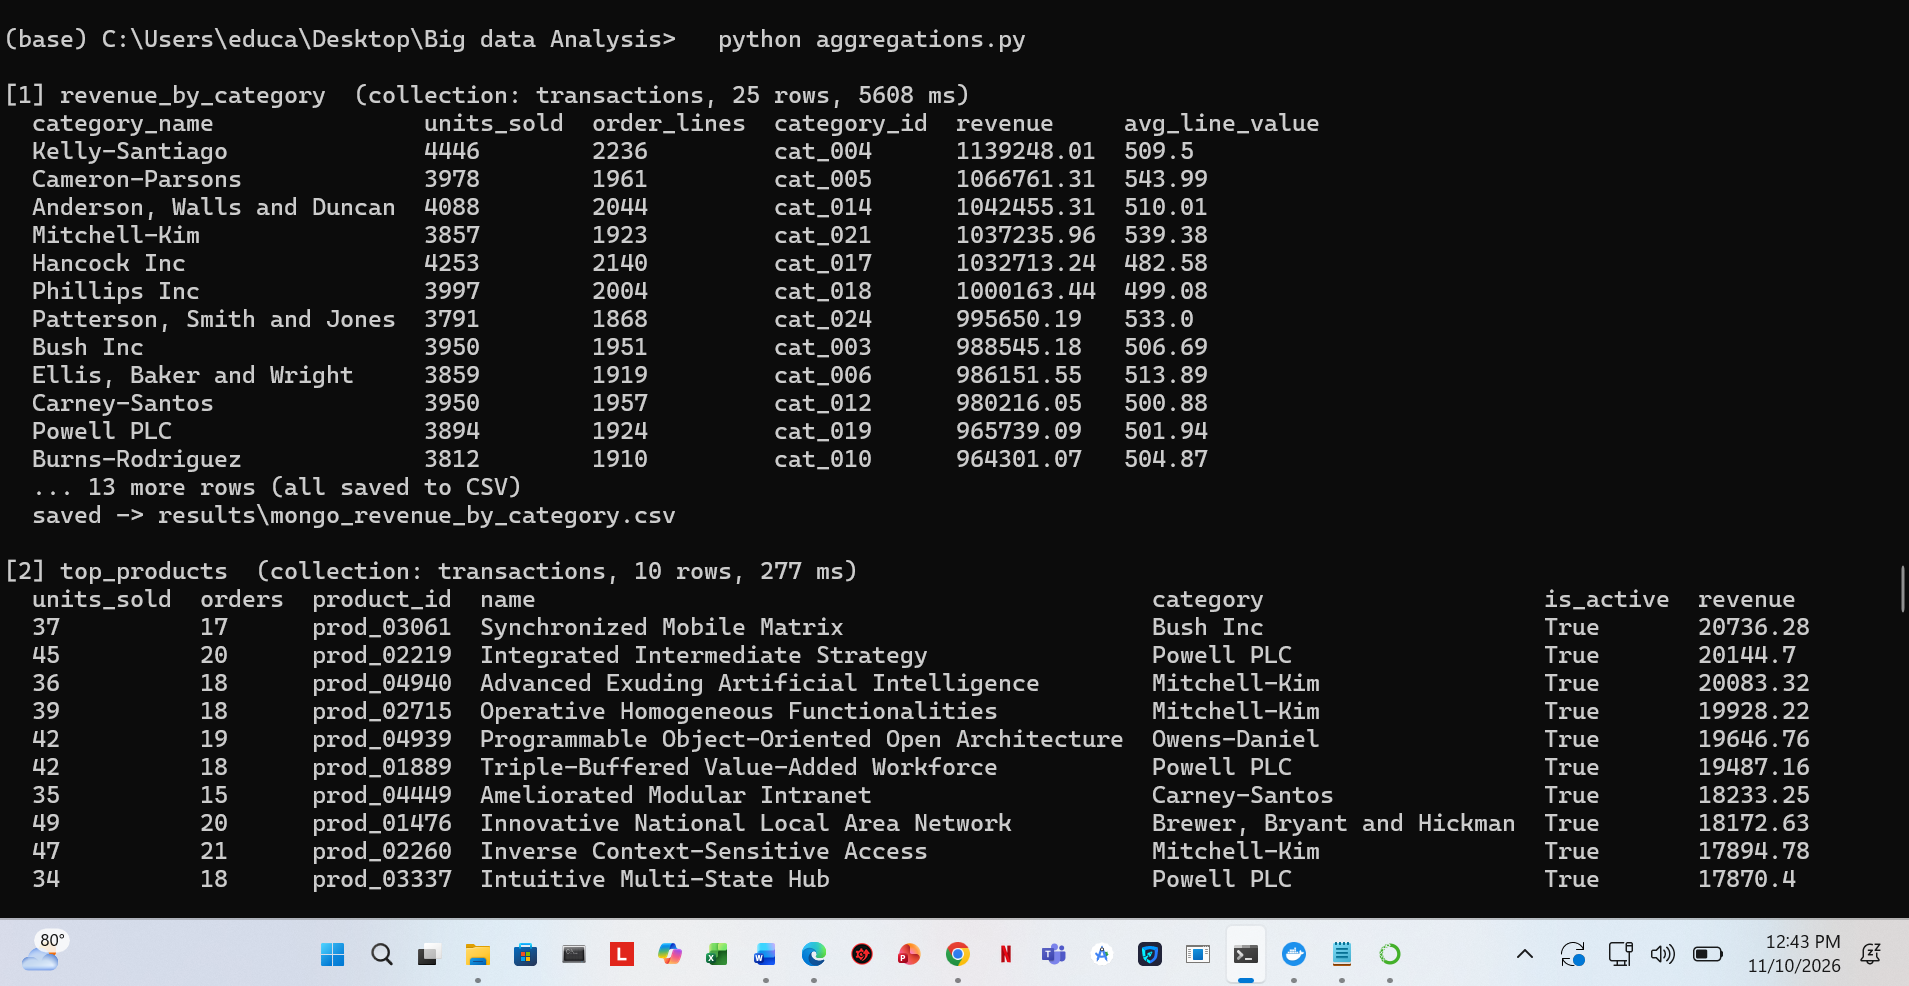 (base) C:\Users\educa\Desktop\Big data Analysis>   python aggregations.py
[1] revenue_by_category  (collection: transactions, 25 rows, 5608 ms)
category_name units_sold order_lines category_id revenue avg_line_value
Kelly-Santiago 4446 2236 cat_004 1139248.01 509.5
Cameron-Parsons 3978 1961 cat_005 1066761.31 543.99
Anderson, Walls and Duncan 4088 2044 cat_014 1042455.31 510.01
Mitchell-Kim 3857 1923 cat_021 1037235.96 539.38
Hancock Inc 4253 2140 cat_017 1032713.24 482.58
Phillips Inc 3997 2004 cat_018 1000163.44 499.08
Patterson, Smith and Jones 3791 1868 cat_024 995650.19 533.0
Bush Inc 3950 1951 cat_003 988545.18 506.69
Ellis, Baker and Wright 3859 1919 cat_006 986151.55 513.89
Carney-Santos 3950 1957 cat_012 980216.05 500.88
Powell PLC 3894 1924 cat_019 965739.09 501.94
Burns-Rodriguez 3812 1910 cat_010 964301.07 504.87
... 13 more rows (all saved to CSV)
saved -> results\mongo_revenue_by_category.csv
[2] top_products  (collection: transactions, 10 rows, 277 ms)
units_sold orders product_id name category is_active revenue
37 17 prod_03061 Synchronized Mobile Matrix Bush Inc True 20736.28
45 20 prod_02219 Integrated Intermediate Strategy Powell PLC True 20144.7
36 18 prod_04940 Advanced Exuding Artificial Intelligence Mitchell-Kim True 20083.32
39 18 prod_02715 Operative Homogeneous Functionalities Mitchell-Kim True 19928.22
42 19 prod_04939 Programmable Object-Oriented Open Architecture Owens-Daniel True 19646.76
42 18 prod_01889 Triple-Buffered Value-Added Workforce Powell PLC True 19487.16
35 15 prod_04449 Ameliorated Modular Intranet Carney-Santos True 18233.25
49 20 prod_01476 Innovative National Local Area Network Brewer, Bryant and Hickman True 18172.63
47 21 prod_02260 Inverse Context-Sensitive Access Mitchell-Kim True 17894.78
34 18 prod_03337 Intuitive Multi-State Hub Powell PLC True 17870.4
80°
12:43 PM
11/10/2026